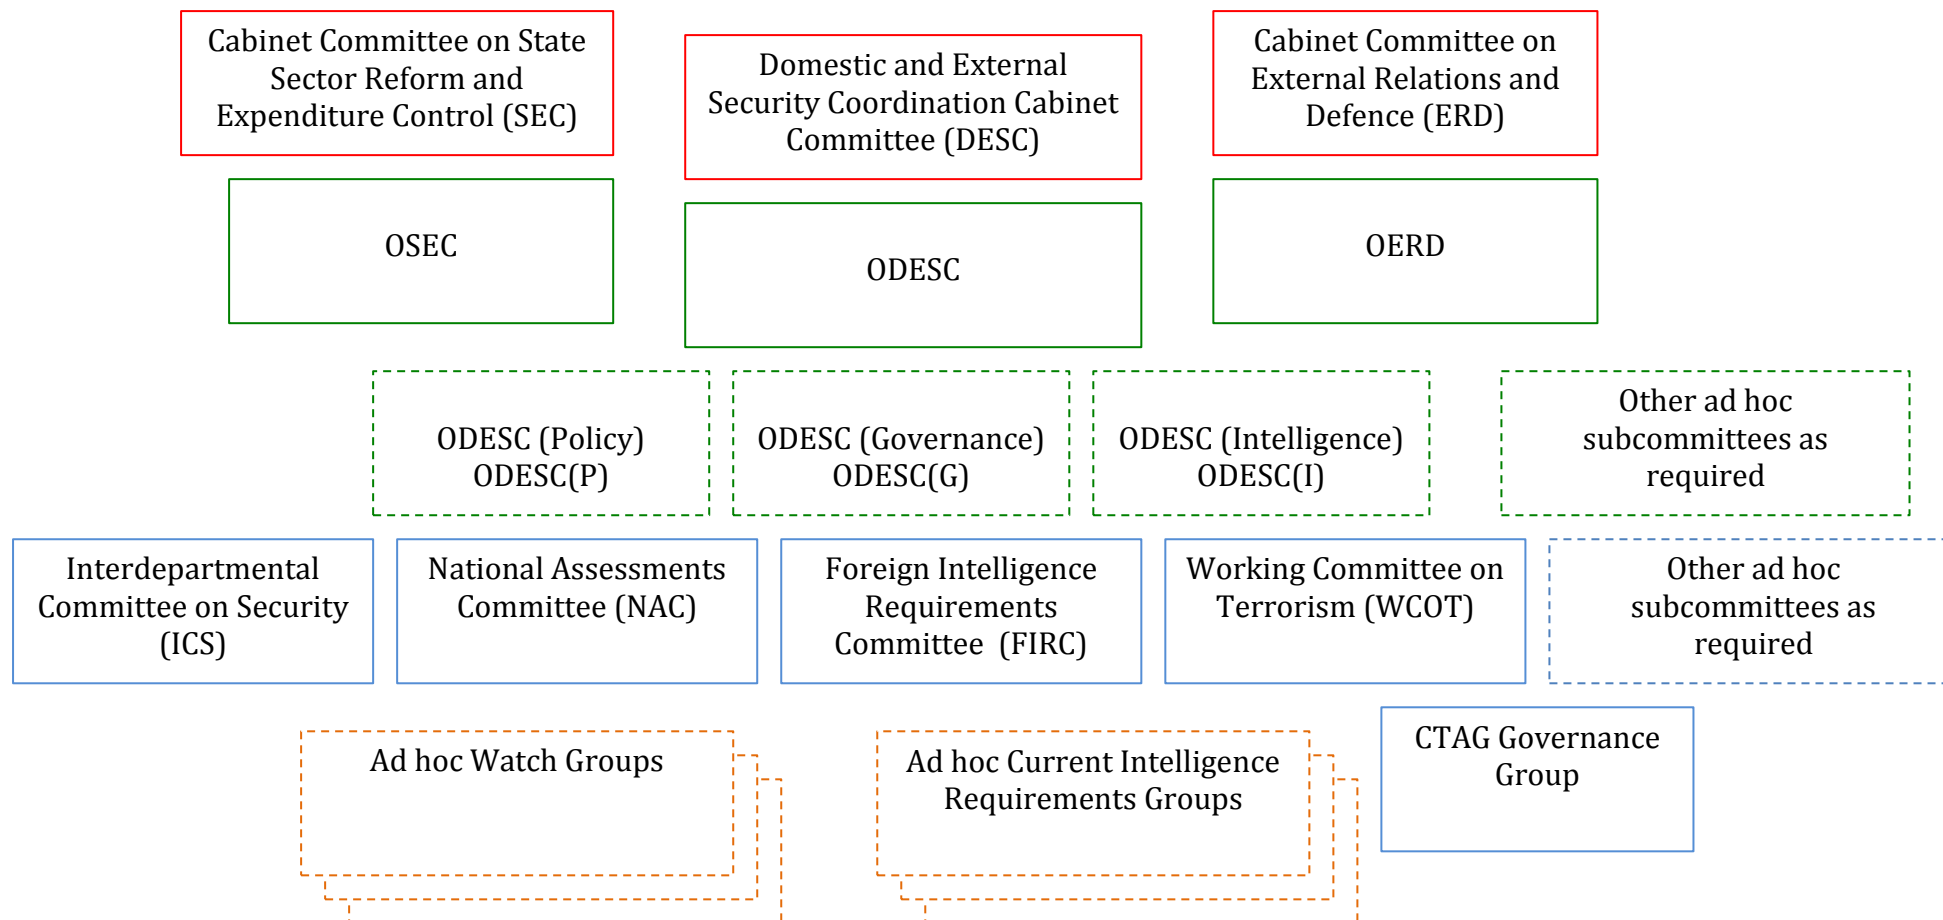 Cabinet Committee on State
Sector Reform and
Expenditure Control (SEC)
Domestic and External
Security Coordination Cabinet
Committee (DESC)
Cabinet Committee on
External Relations and
Defence (ERD)
OSEC
ODESC
OERD
ODESC (Policy)
ODESC(P)
ODESC (Governance)
ODESC(G)
ODESC (Intelligence)
ODESC(I)
Other ad hoc
subcommittees as
required
Interdepartmental
Committee on Security
(ICS)
National Assessments
Committee (NAC)
Foreign Intelligence
Requirements
Committee  (FIRC)
Working Committee on
Terrorism (WCOT)
Other ad hoc
subcommittees as
required
Ad hoc Watch Groups
Ad hoc Current Intelligence
Requirements Groups
CTAG Governance
Group